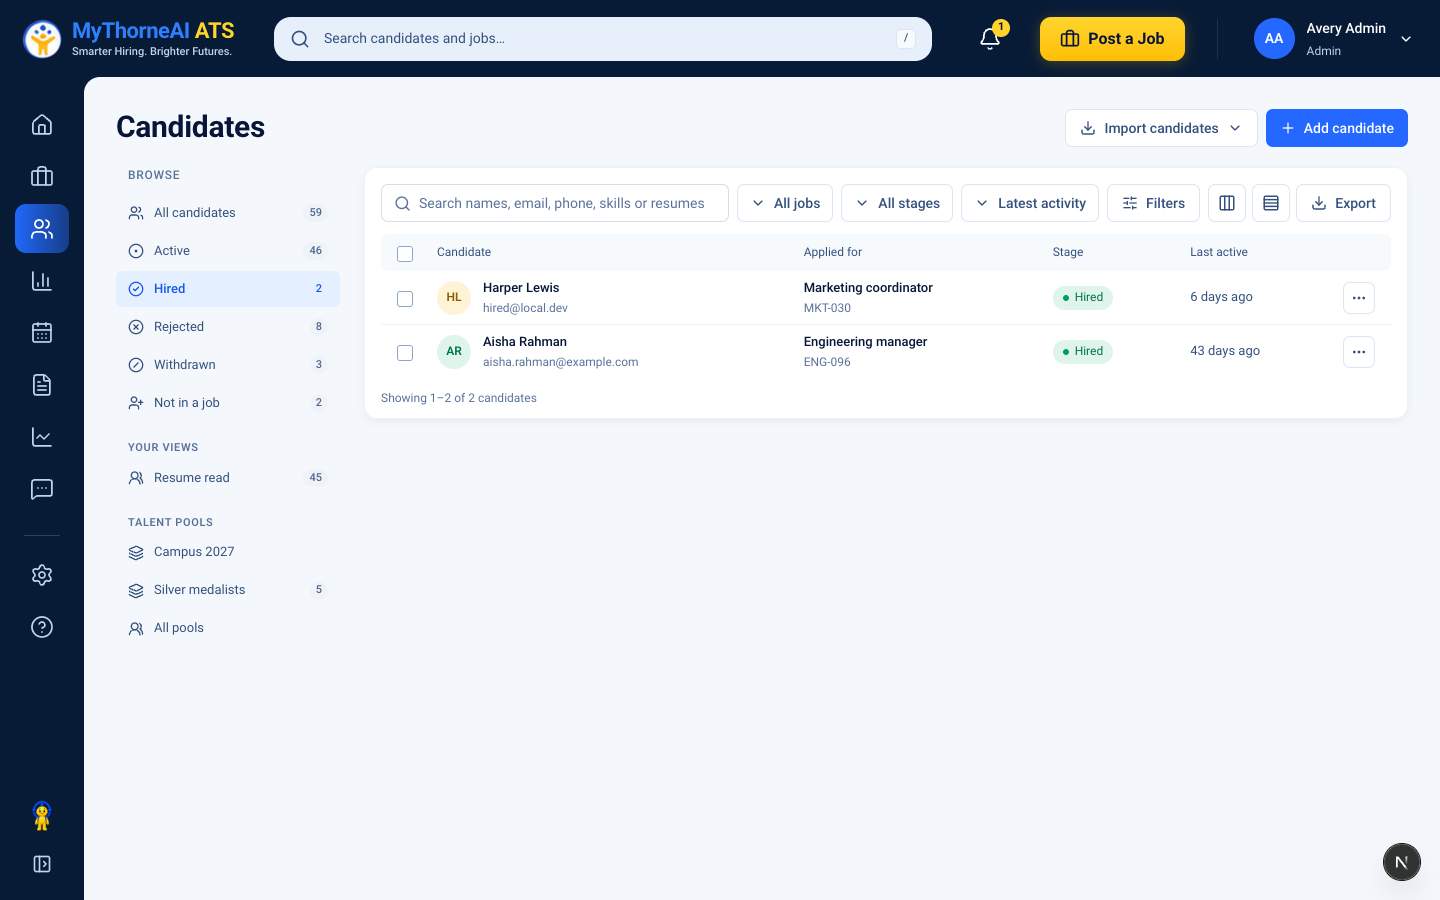 MyThorneAI ATS
Smarter Hiring. Brighter Futures.
Search candidates and jobs...
/
1
Post a Job
AA
Avery Admin
Admin
Candidates
Import candidates
Add candidate
BROWSE
All candidates 59
Active 46
Hired 2
Rejected 8
Withdrawn 3
Not in a job 2
YOUR VIEWS
Resume read 45
TALENT POOLS
Campus 2027
Silver medalists 5
All pools
Search names, email, phone, skills or resumes
All jobs
All stages
Latest activity
Filters
Export
Candidate Applied for Stage Last active
HL Harper Lewis Marketing coordinator Hired 6 days ago
hired@local.dev MKT-030
AR Aisha Rahman Engineering manager Hired 43 days ago
aisha.rahman@example.com ENG-096
Showing 1–2 of 2 candidates
N